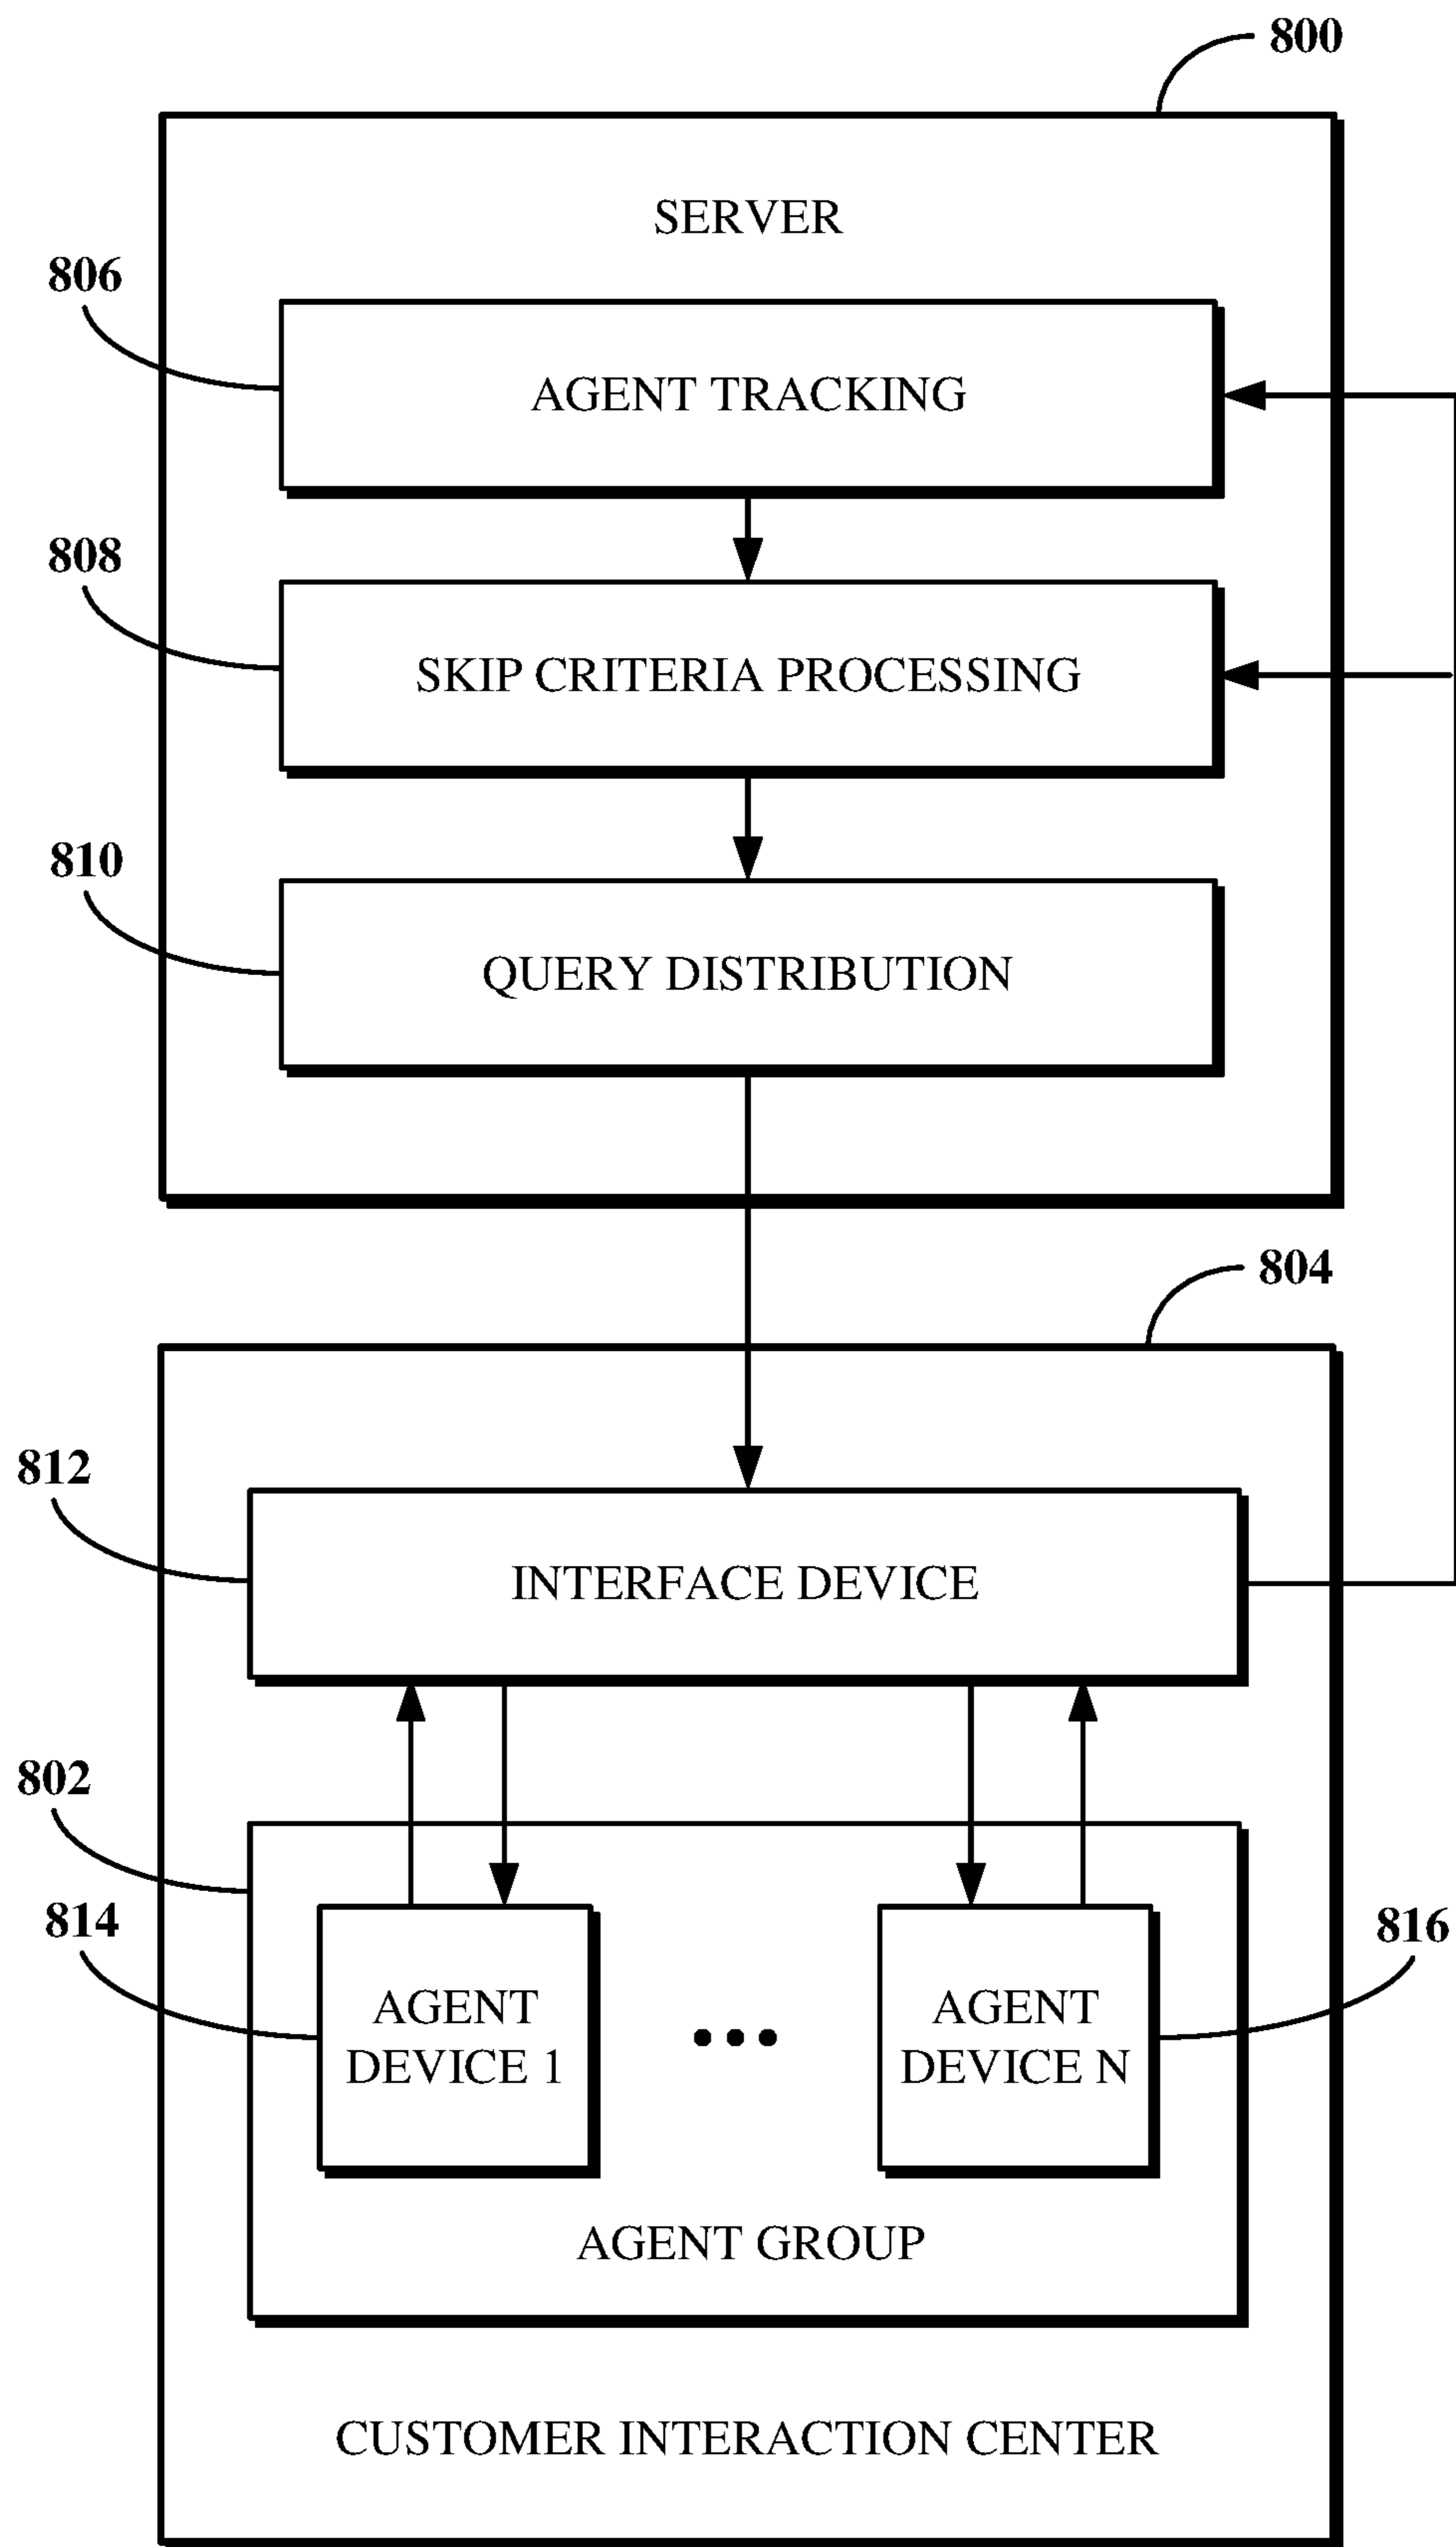 800
SERVER
806
AGENT TRACKING
808
SKIP CRITERIA PROCESSING
810
QUERY DISTRIBUTION
804
812
INTERFACE DEVICE
802
814
816
AGENT
DEVICE 1
•••
AGENT
DEVICE N
AGENT GROUP
CUSTOMER INTERACTION CENTER